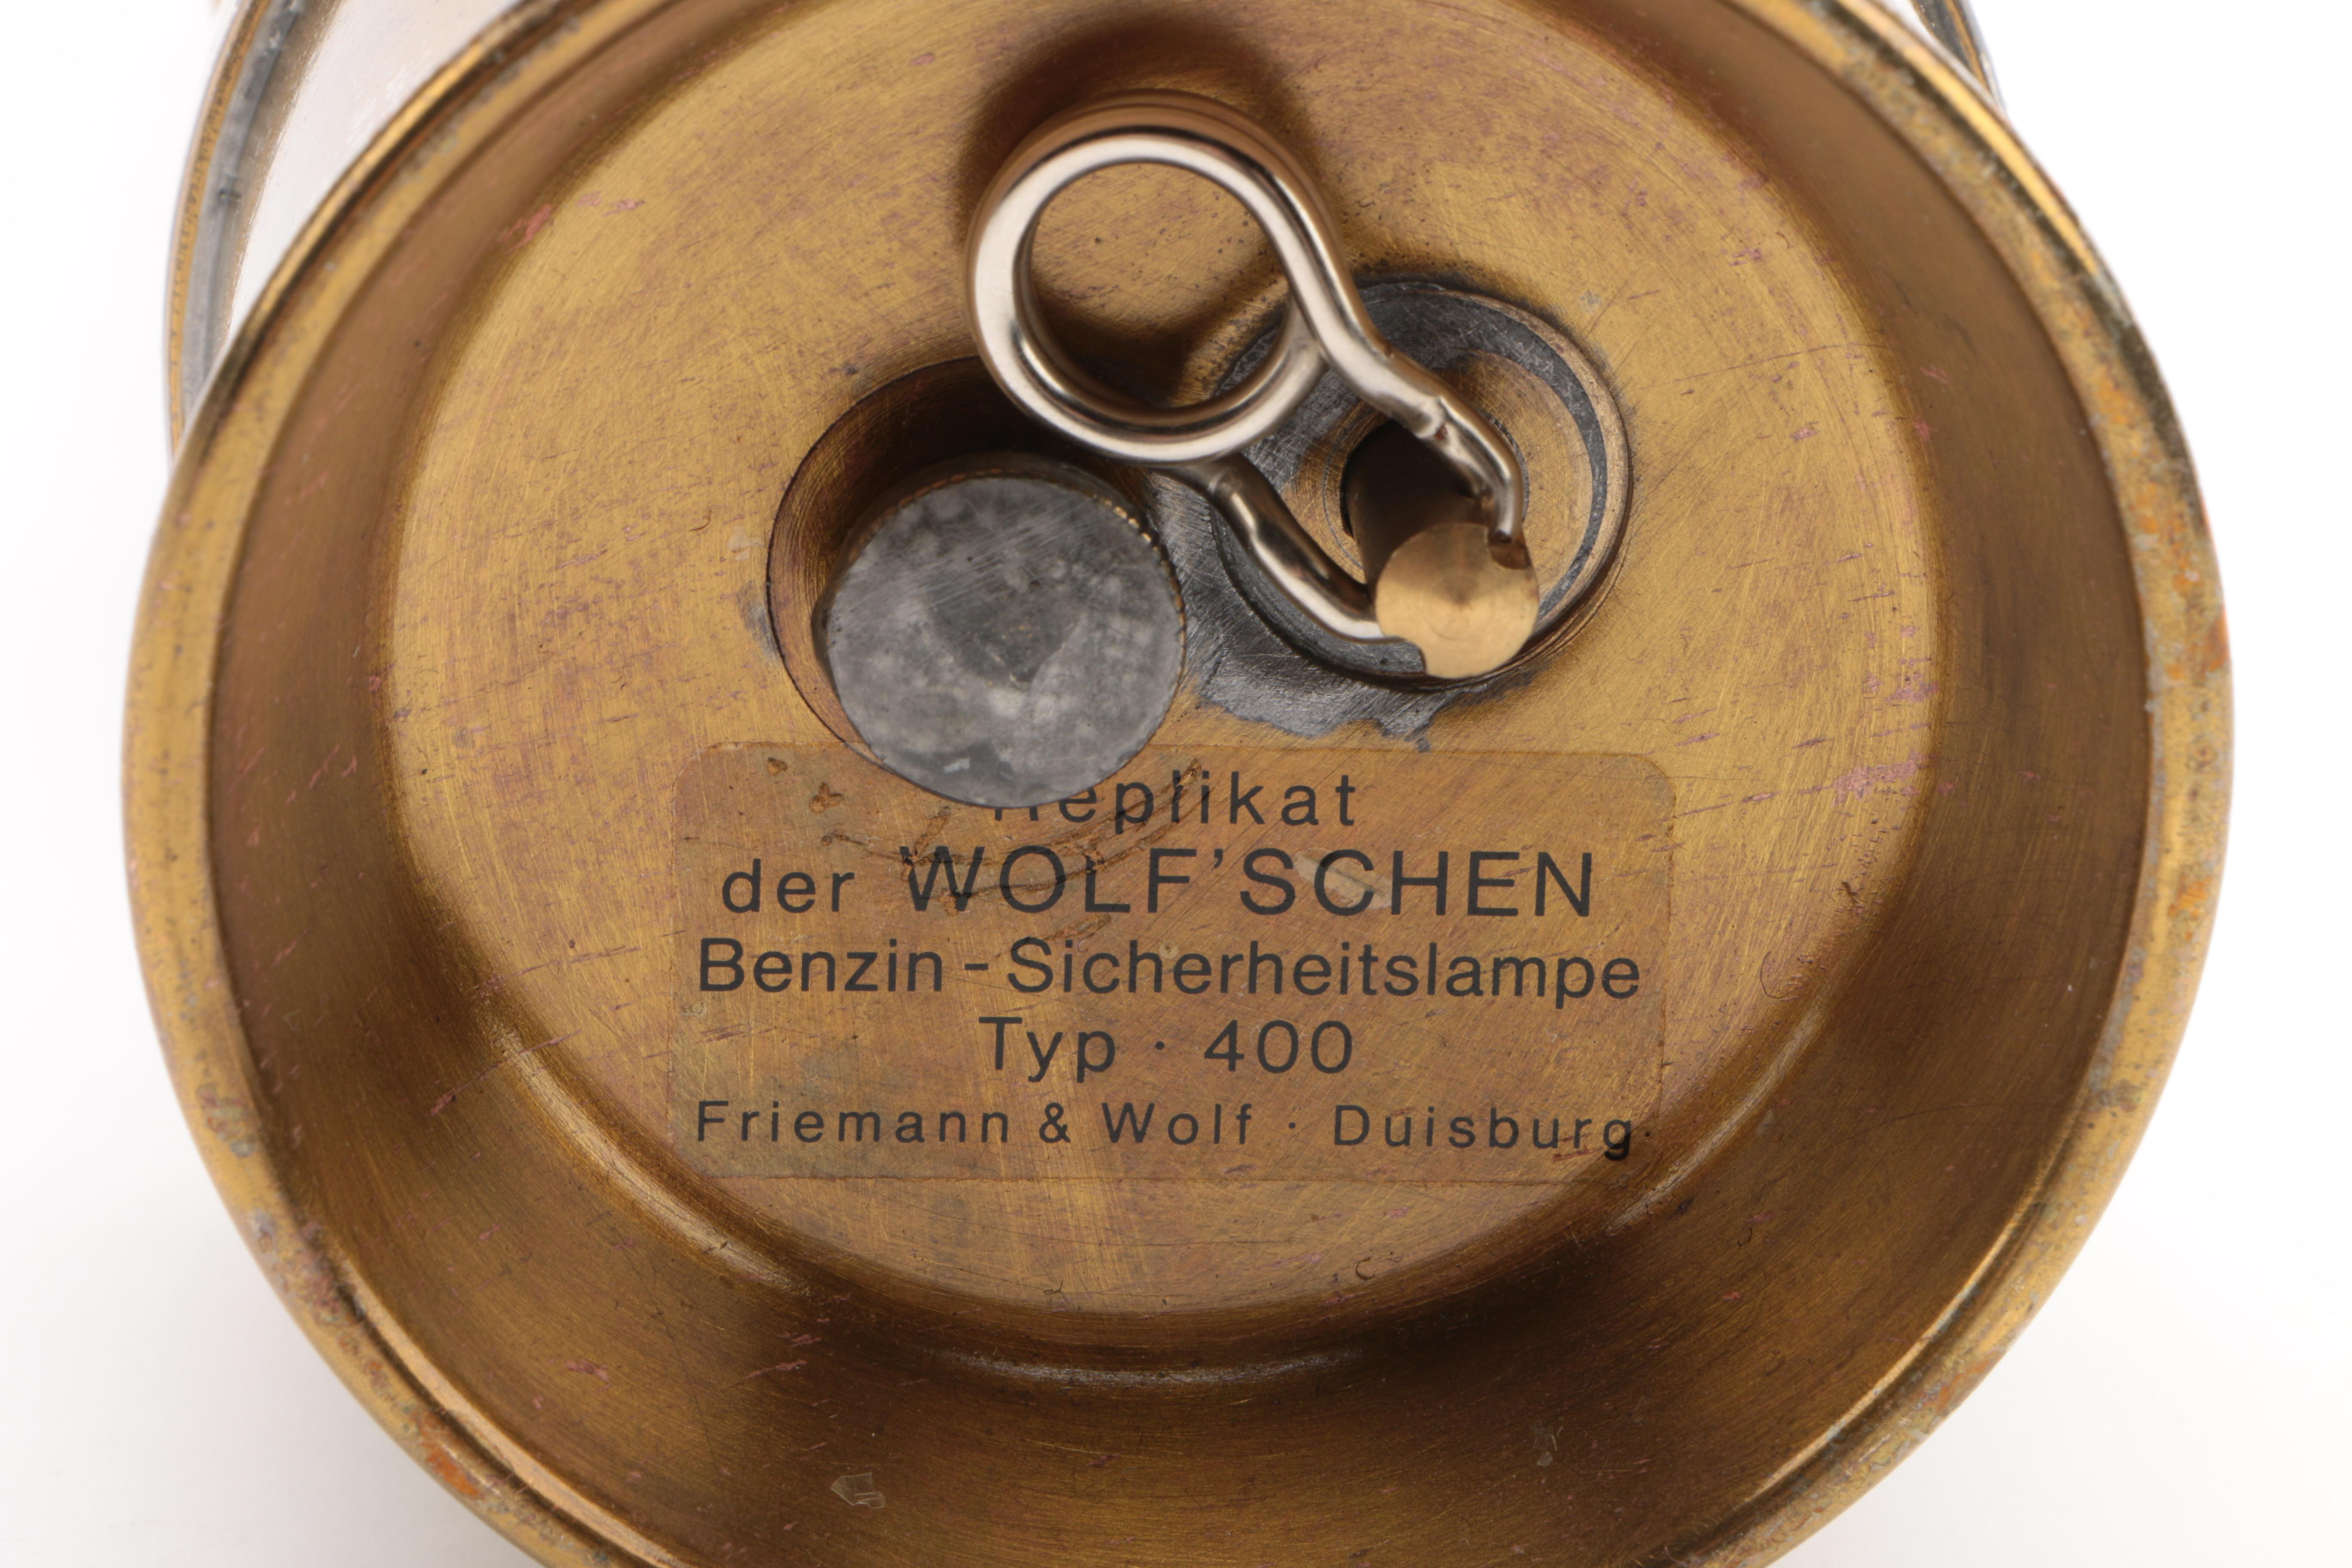 Replikat
der WOLF'SCHEN
Benzin-Sicherheitslampe
Typ · 400
Friemann & Wolf · Duisburg